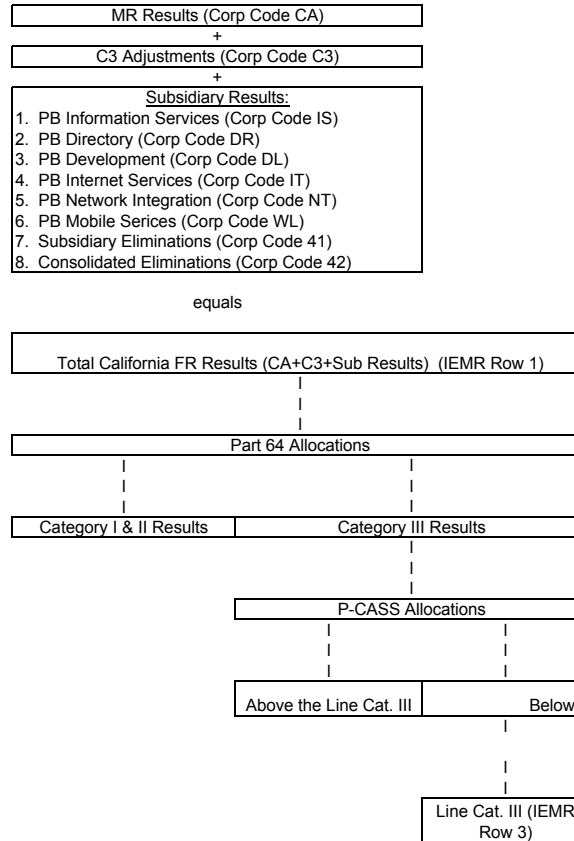 MR Results (Corp Code CA)
+
C3 Adjustments (Corp Code C3)
+
Subsidiary Results:
1. PB Information Services (Corp Code IS)
2. PB Directory (Corp Code DR)
3. PB Development (Corp Code DL)
4. PB Internet Services (Corp Code IT)
5. PB Network Integration (Corp Code NT)
6. PB Mobile Serices (Corp Code WL)
7. Subsidiary Eliminations (Corp Code 41)
8. Consolidated Eliminations (Corp Code 42)
equals
Total California FR Results (CA+C3+Sub Results) (IEMR Row 1)
Part 64 Allocations
Category I & II Results
Category III Results
P-CASS Allocations
Above the Line Cat. III
Below
Line Cat. III (IEMR
Row 3)